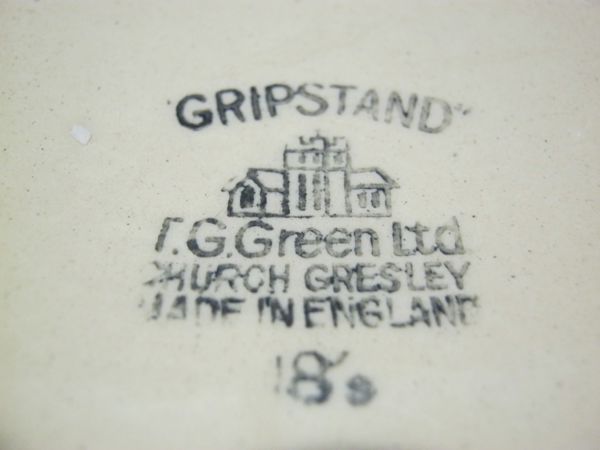 "GRIPSTAND"
T.G.Green Ltd
CHURCH GRESLEY
MADE IN ENGLAND
18's